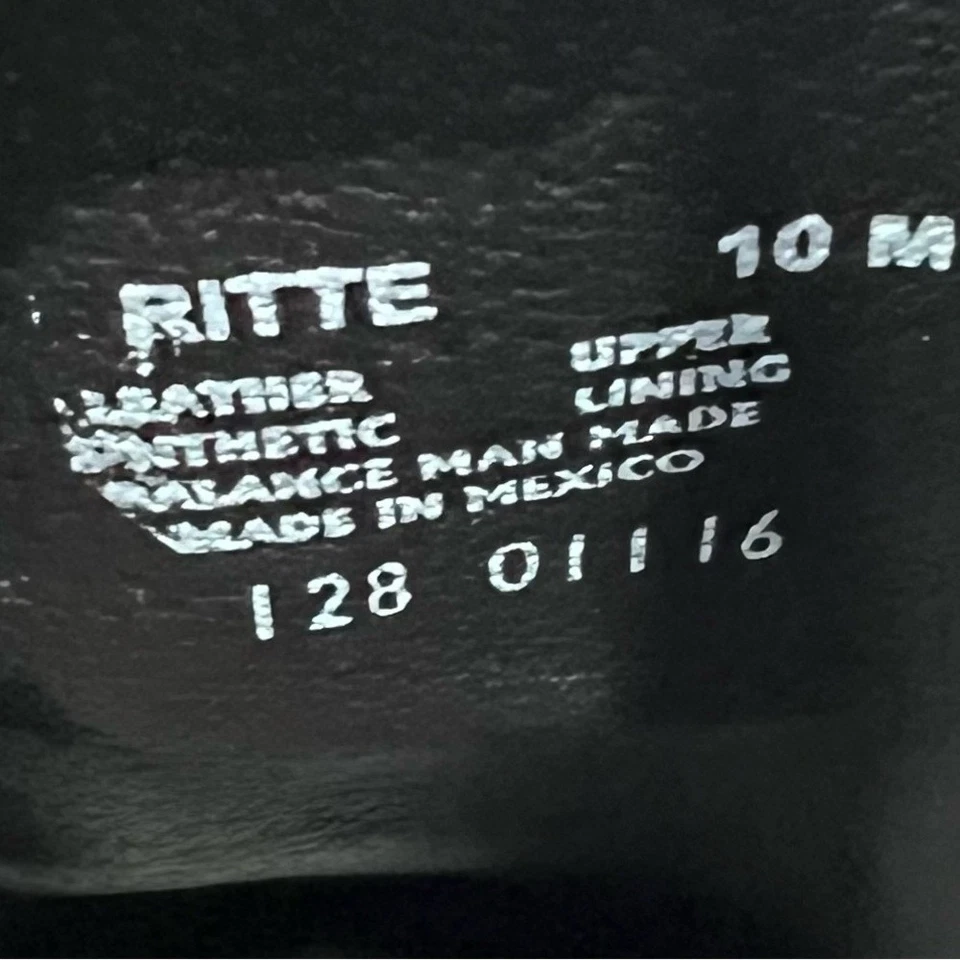 RITTE 10 M
LEATHER UPPER
SYNTHETIC LINING
BALANCE MAN MADE
MADE IN MEXICO
128 01116